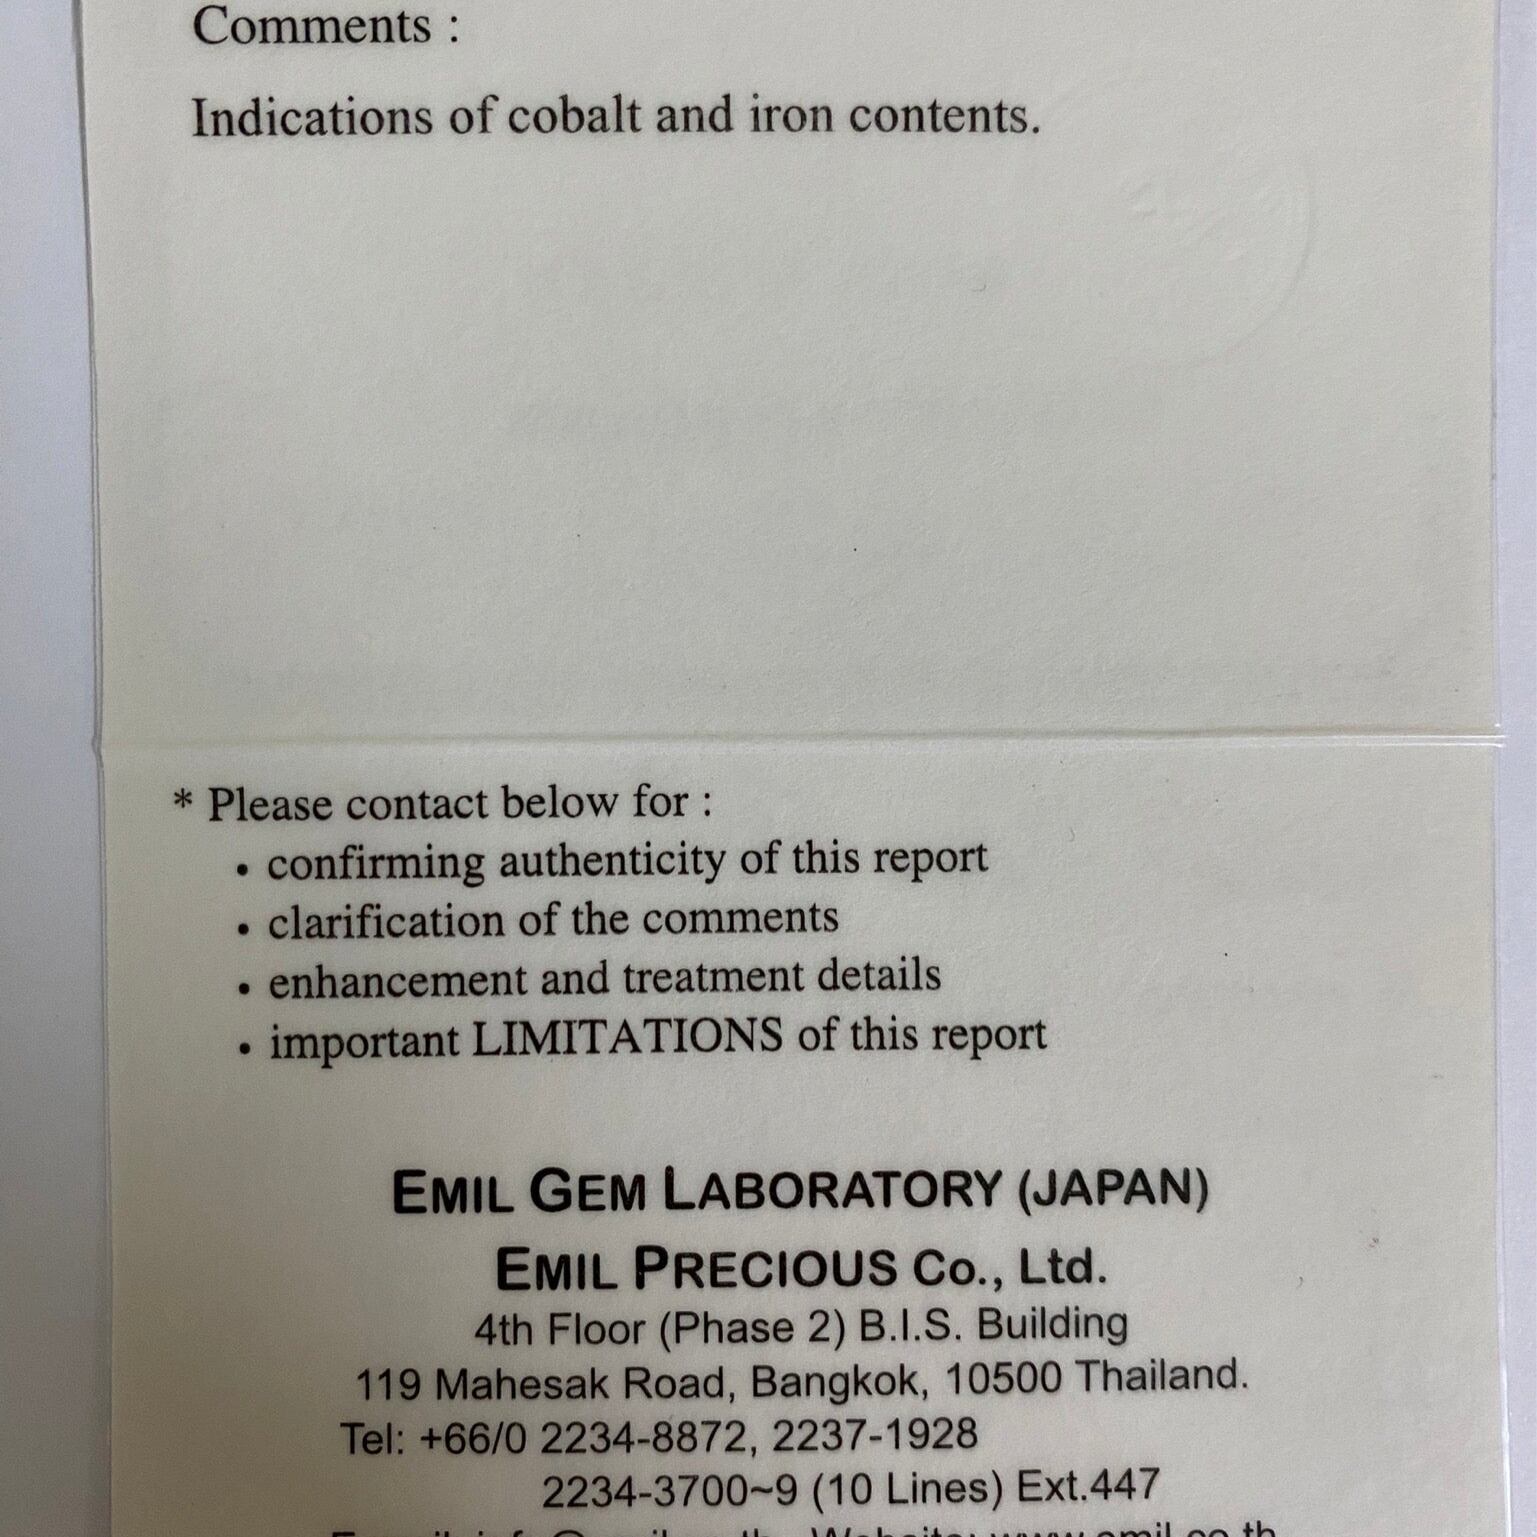 Comments :
Indications of cobalt and iron contents.
* Please contact below for :
• confirming authenticity of this report
• clarification of the comments
• enhancement and treatment details
• important LIMITATIONS of this report
EMIL GEM LABORATORY (JAPAN)
EMIL PRECIOUS Co., Ltd.
4th Floor (Phase 2) B.I.S. Building
119 Mahesak Road, Bangkok, 10500 Thailand.
Tel: +66/0 2234-8872, 2237-1928
2234-3700~9 (10 Lines) Ext.447